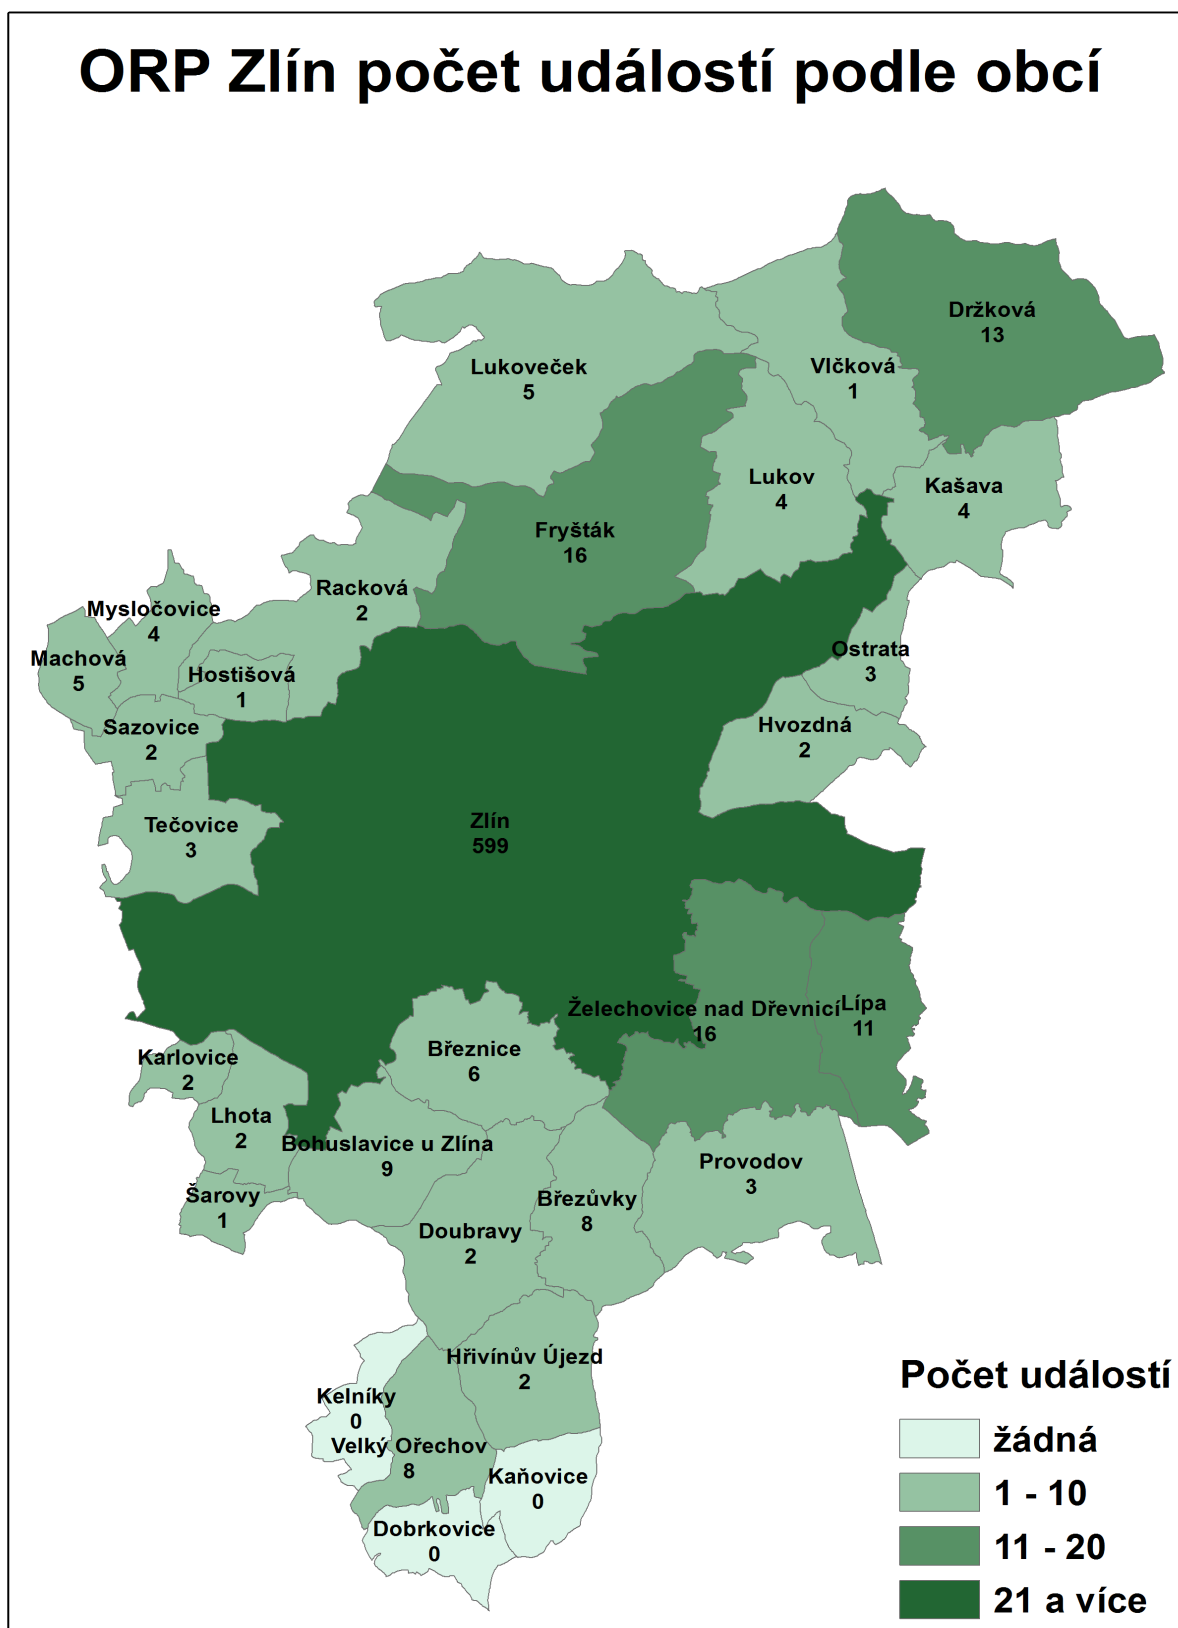 ORP Zlín počet událostí podle obcí
Držková
13
Lukoveček
5
Vlčková
1
Lukov
4
Kašava
4
Fryšták
16
Racková
2
Mysločovice
4
Machová
5
Hostišová
1
Ostrata
3
Sazovice
2
Hvozdná
2
Tečovice
3
Zlín
599
Želechovice nad Dřevnicí
16
Lípa
11
Březnice
6
Karlovice
2
Lhota
2
Bohuslavice u Zlína
9
Provodov
3
Šarovy
1
Březůvky
8
Doubravy
2
Hřivínův Újezd
2
Kelníky
0
Velký Ořechov
8
Kaňovice
0
Dobrkovice
0
Počet událostí
žádná
1 - 10
11 - 20
21 a více